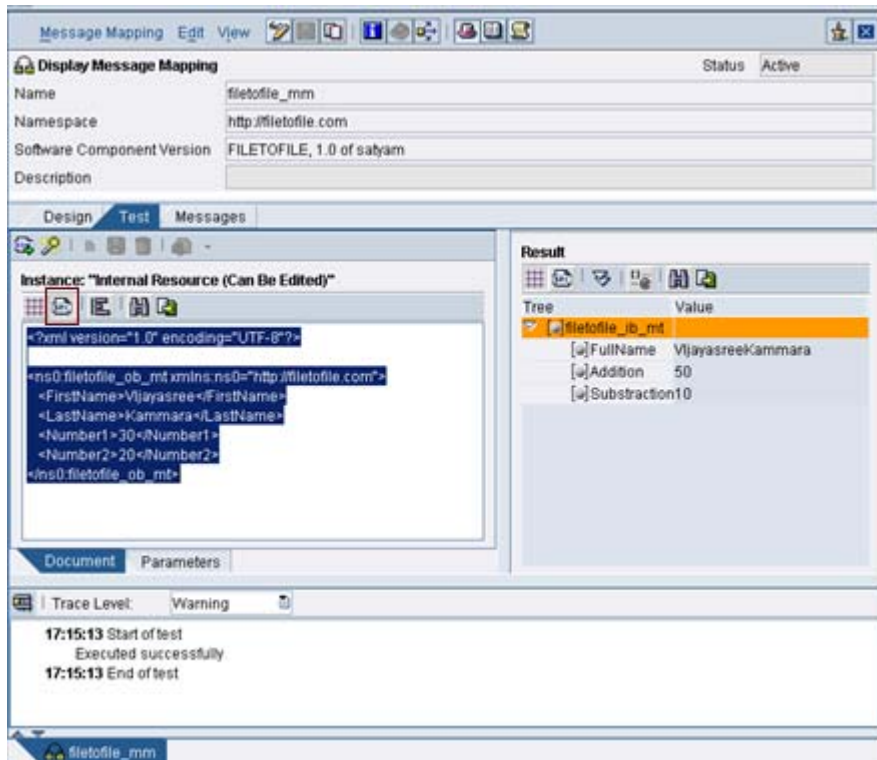 Message Mapping Edit View
Display Message Mapping Status Active
Name filetofile_mm
Namespace http://filetofile.com
Software Component Version FILETOFILE, 1.0 of satyam
Description
Design Test Messages
Result
Instance: "Internal Resource (Can Be Edited)"
Tree Value
<?xml version="1.0" encoding="UTF-8"?>
filetofile_ib_mt
FullName VijayasreeKammara
<ns0:filetofile_ob_mt xmlns:ns0="http://filetofile.com">
Addition 50
<FirstName>Vijayasree</FirstName>
Substraction 10
<LastName>Kammara</LastName>
<Number1>30</Number1>
<Number2>20</Number2>
</ns0:filetofile_ob_mt>
Document Parameters
Trace Level: Warning
17:15:13 Start of test
Executed successfully
17:15:13 End of test
filetofile_mm